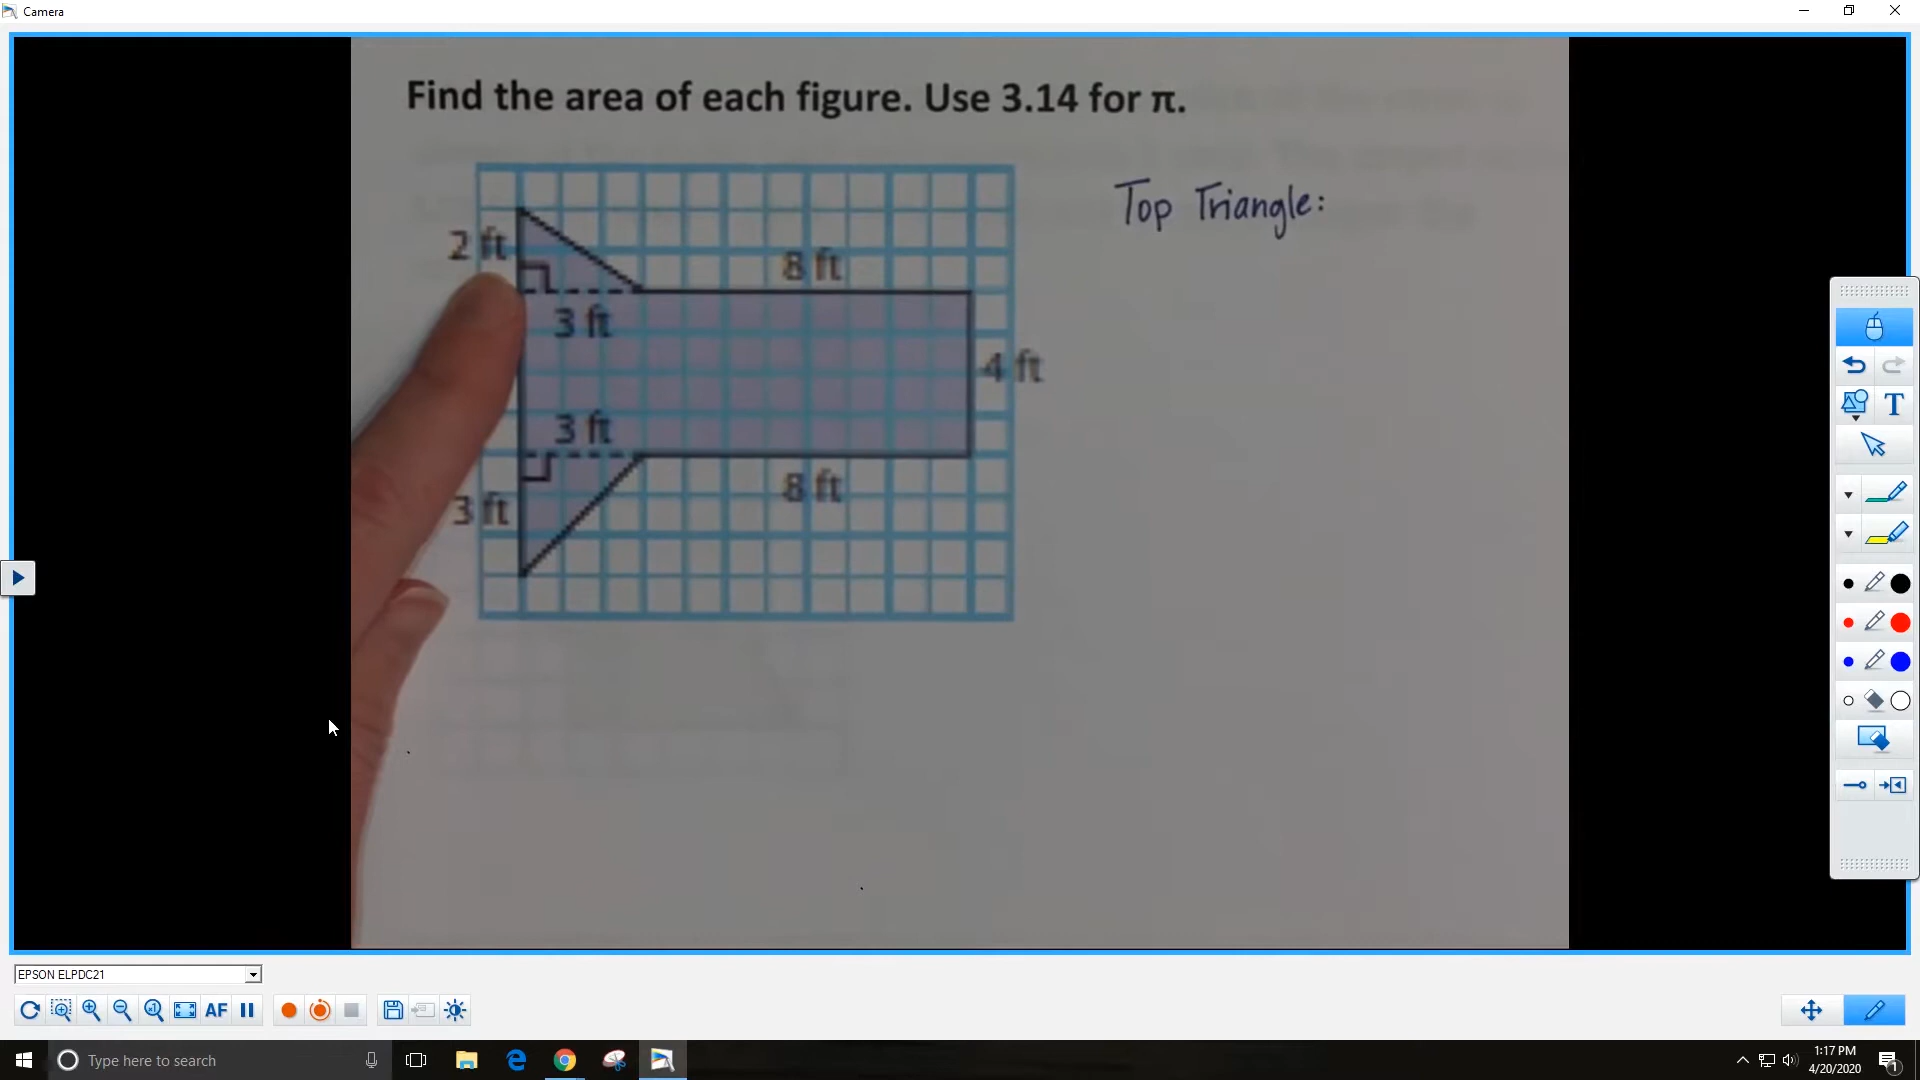 Camera
Find the area of each figure. Use 3.14 for π.
Top Triangle:
2 ft
8 ft
3 ft
4 ft
3 ft
8 ft
3 ft
T
EPSON ELPDC21
AF
Type here to search
1:17 PM
4/20/2020
1